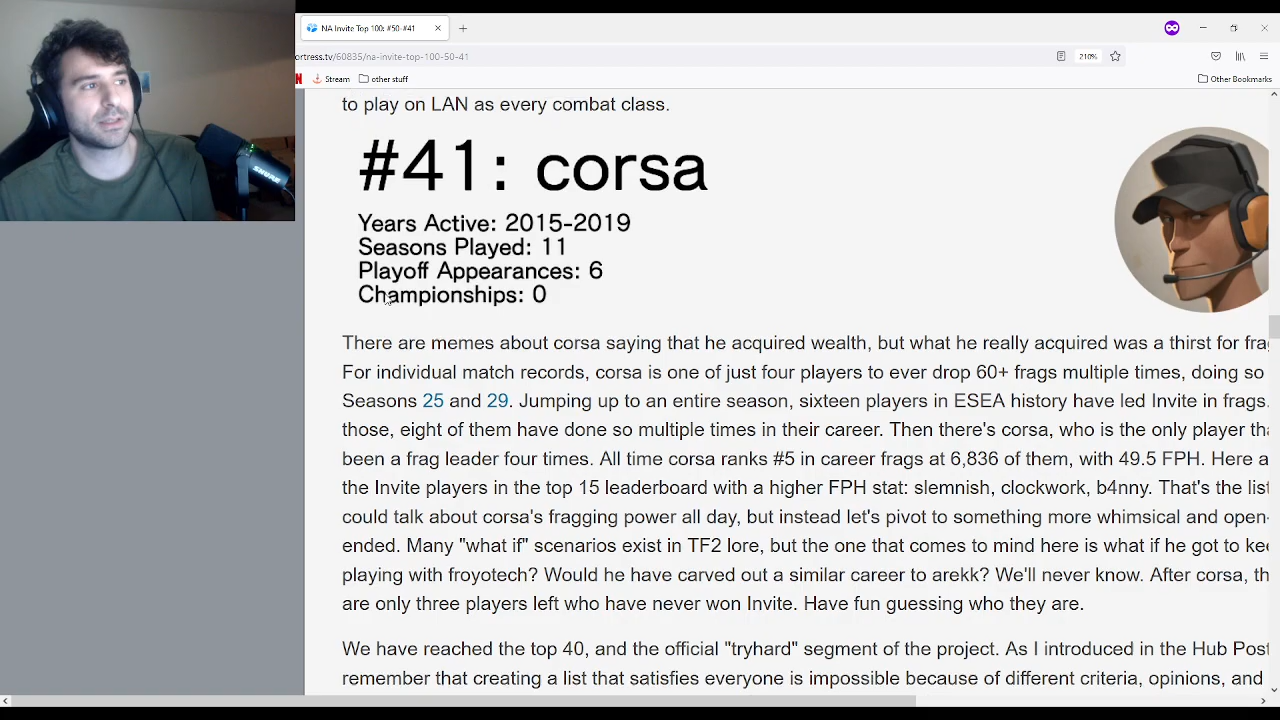 NA Invite Top 100: #50-#41
ortress.tv/60835/na-invite-top-100-50-41
210%
Stream
other stuff
Other Bookmarks
to play on LAN as every combat class.
#41: corsa
Years Active: 2015-2019
Seasons Played: 11
Playoff Appearances: 6
Championships: 0
There are memes about corsa saying that he acquired wealth, but what he really acquired was a thirst for frag
For individual match records, corsa is one of just four players to ever drop 60+ frags multiple times, doing so
Seasons 25 and 29. Jumping up to an entire season, sixteen players in ESEA history have led Invite in frags.
those, eight of them have done so multiple times in their career. Then there's corsa, who is the only player tha
been a frag leader four times. All time corsa ranks #5 in career frags at 6,836 of them, with 49.5 FPH. Here a
the Invite players in the top 15 leaderboard with a higher FPH stat: slemnish, clockwork, b4nny. That's the list
could talk about corsa's fragging power all day, but instead let's pivot to something more whimsical and open-
ended. Many "what if" scenarios exist in TF2 lore, but the one that comes to mind here is what if he got to kee
playing with froyotech? Would he have carved out a similar career to arekk? We'll never know. After corsa, th
are only three players left who have never won Invite. Have fun guessing who they are.
We have reached the top 40, and the official "tryhard" segment of the project. As I introduced in the Hub Post
remember that creating a list that satisfies everyone is impossible because of different criteria, opinions, and
SHURE